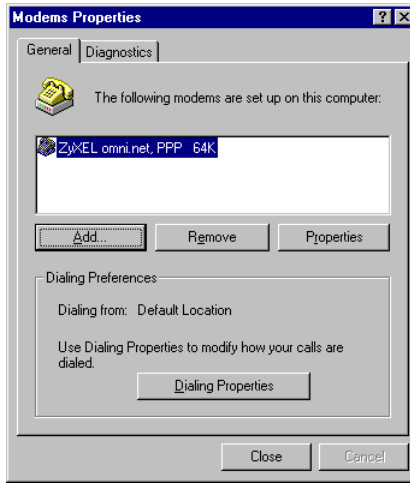 Modems Properties
General Diagnostics
The following modems are set up on this computer:
ZyXEL omni.net, PPP 64K
Add... Remove Properties
Dialing Preferences
Dialing from: Default Location
Use Dialing Properties to modify how your calls are
dialed.
Dialing Properties
Close Cancel